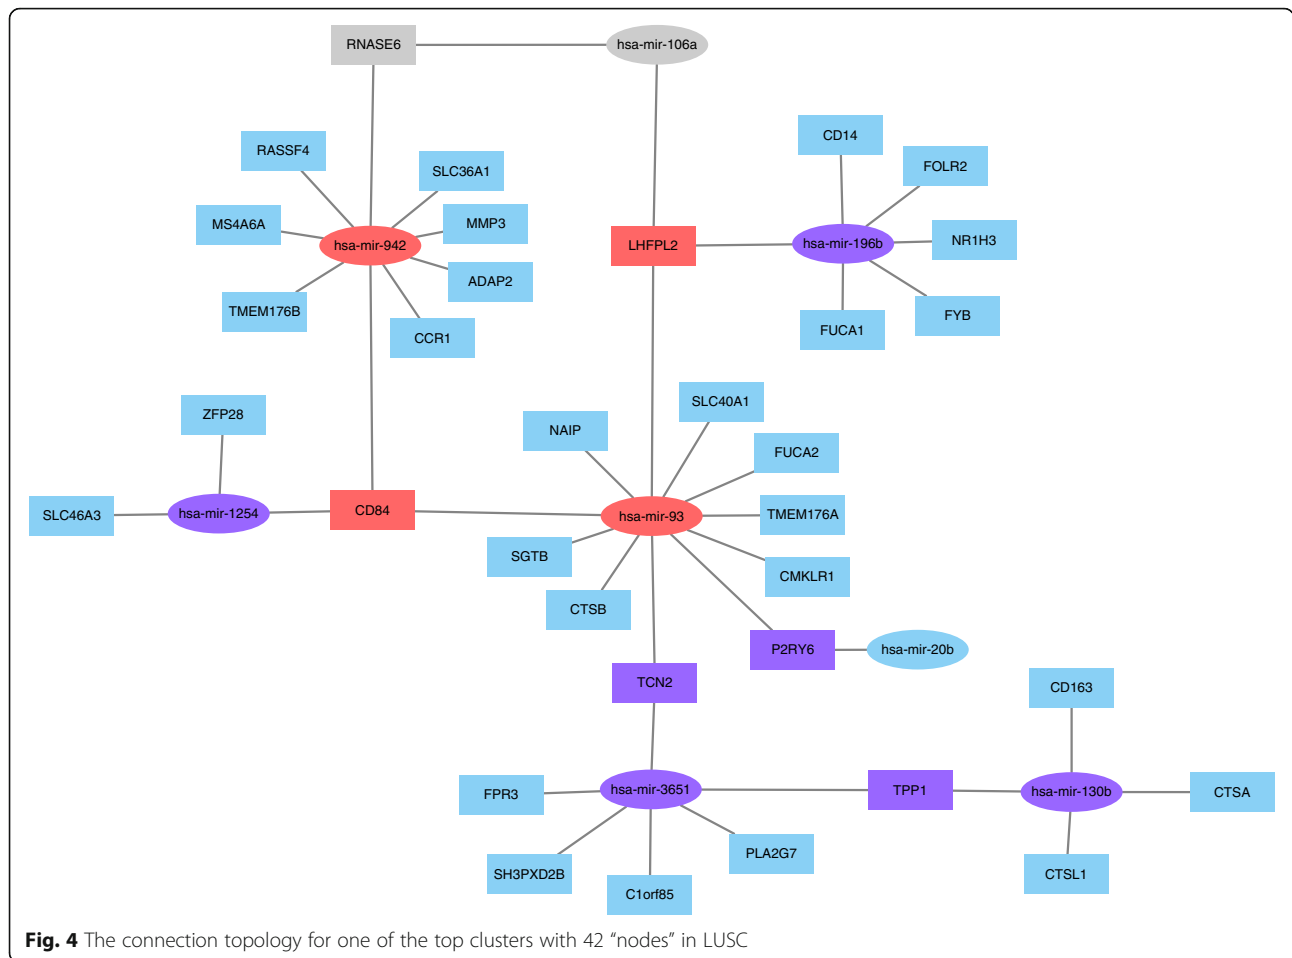 RNASE6
hsa-mir-106a
RASSF4
SLC36A1
CD14
FOLR2
MS4A6A
MMP3
hsa-mir-942
LHFPL2
hsa-mir-196b
NR1H3
ADAP2
TMEM176B
CCR1
FUCA1
FYB
ZFP28
SLC40A1
NAIP
FUCA2
SLC46A3
hsa-mir-1254
CD84
hsa-mir-93
TMEM176A
SGTB
CMKLR1
CTSB
P2RY6
hsa-mir-20b
TCN2
CD163
FPR3
hsa-mir-3651
TPP1
hsa-mir-130b
CTSA
SH3PXD2B
C1orf85
PLA2G7
CTSL1
Fig. 4 The connection topology for one of the top clusters with 42 “nodes” in LUSC